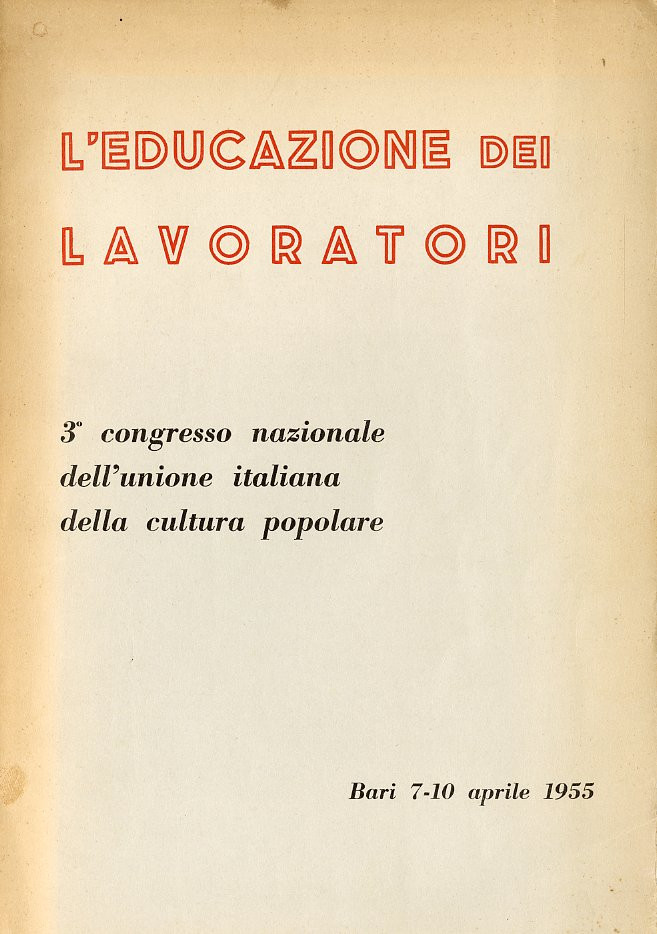 L'EDUCAZIONE DEI
LAVORATORI
3° congresso nazionale
dell'unione italiana
della cultura popolare
Bari 7-10 aprile 1955